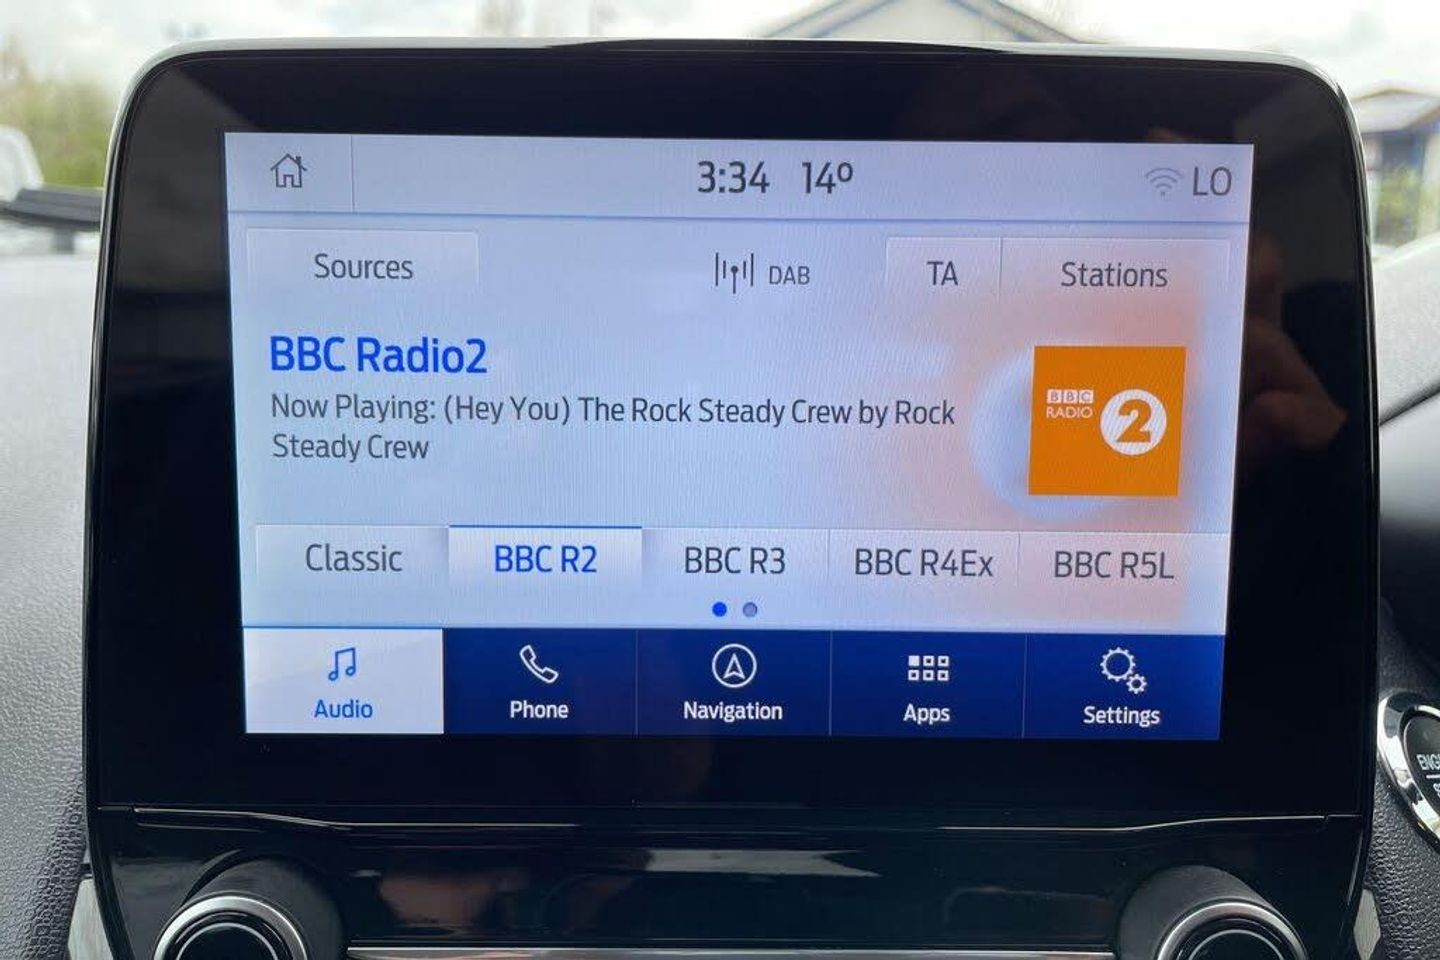 3:34 14º LO
Sources DAB TA Stations
BBC Radio2
Now Playing: (Hey You) The Rock Steady Crew by Rock
Steady Crew
BBC
RADIO 2
Classic BBC R2 BBC R3 BBC R4Ex BBC R5L
Audio Phone Navigation Apps Settings